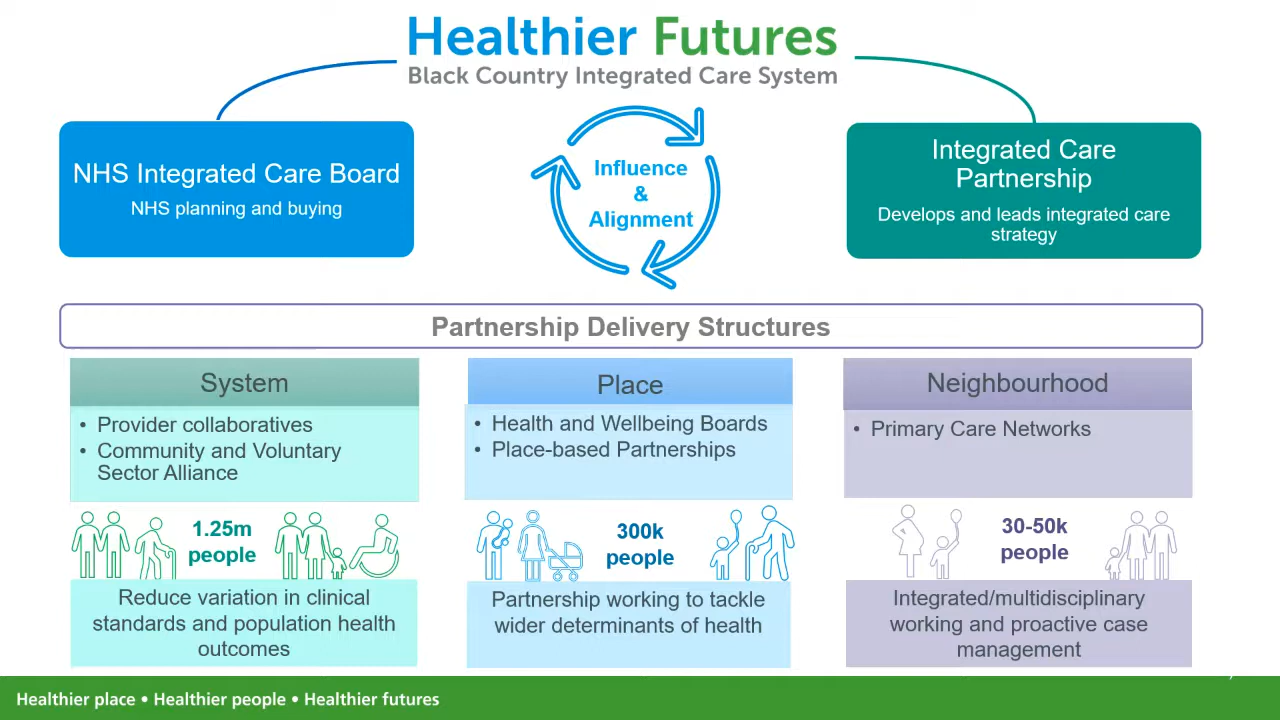 Healthier Futures
Black Country Integrated Care System
NHS Integrated Care Board
NHS planning and buying
Influence
&
Alignment
Integrated Care
Partnership
Develops and leads integrated care
strategy
Partnership Delivery Structures
System
• Provider collaboratives
• Community and Voluntary
Sector Alliance
1.25m
people
Reduce variation in clinical
standards and population health
outcomes
Place
• Health and Wellbeing Boards
• Place-based Partnerships
300k
people
Partnership working to tackle
wider determinants of health
Neighbourhood
• Primary Care Networks
30-50k
people
Integrated/multidisciplinary
working and proactive case
management
Healthier place • Healthier people • Healthier futures